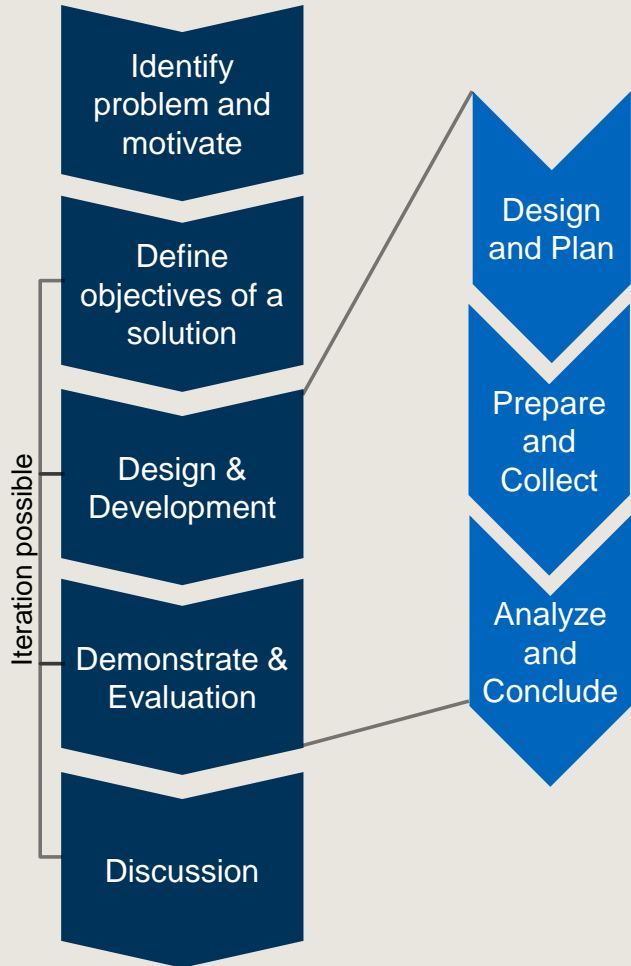 Identify
problem and
motivate
Define
objectives of a
solution
Design &
Development
Demonstrate &
Evaluation
Discussion
Iteration possible
Design
and Plan
Prepare
and
Collect
Analyze
and
Conclude